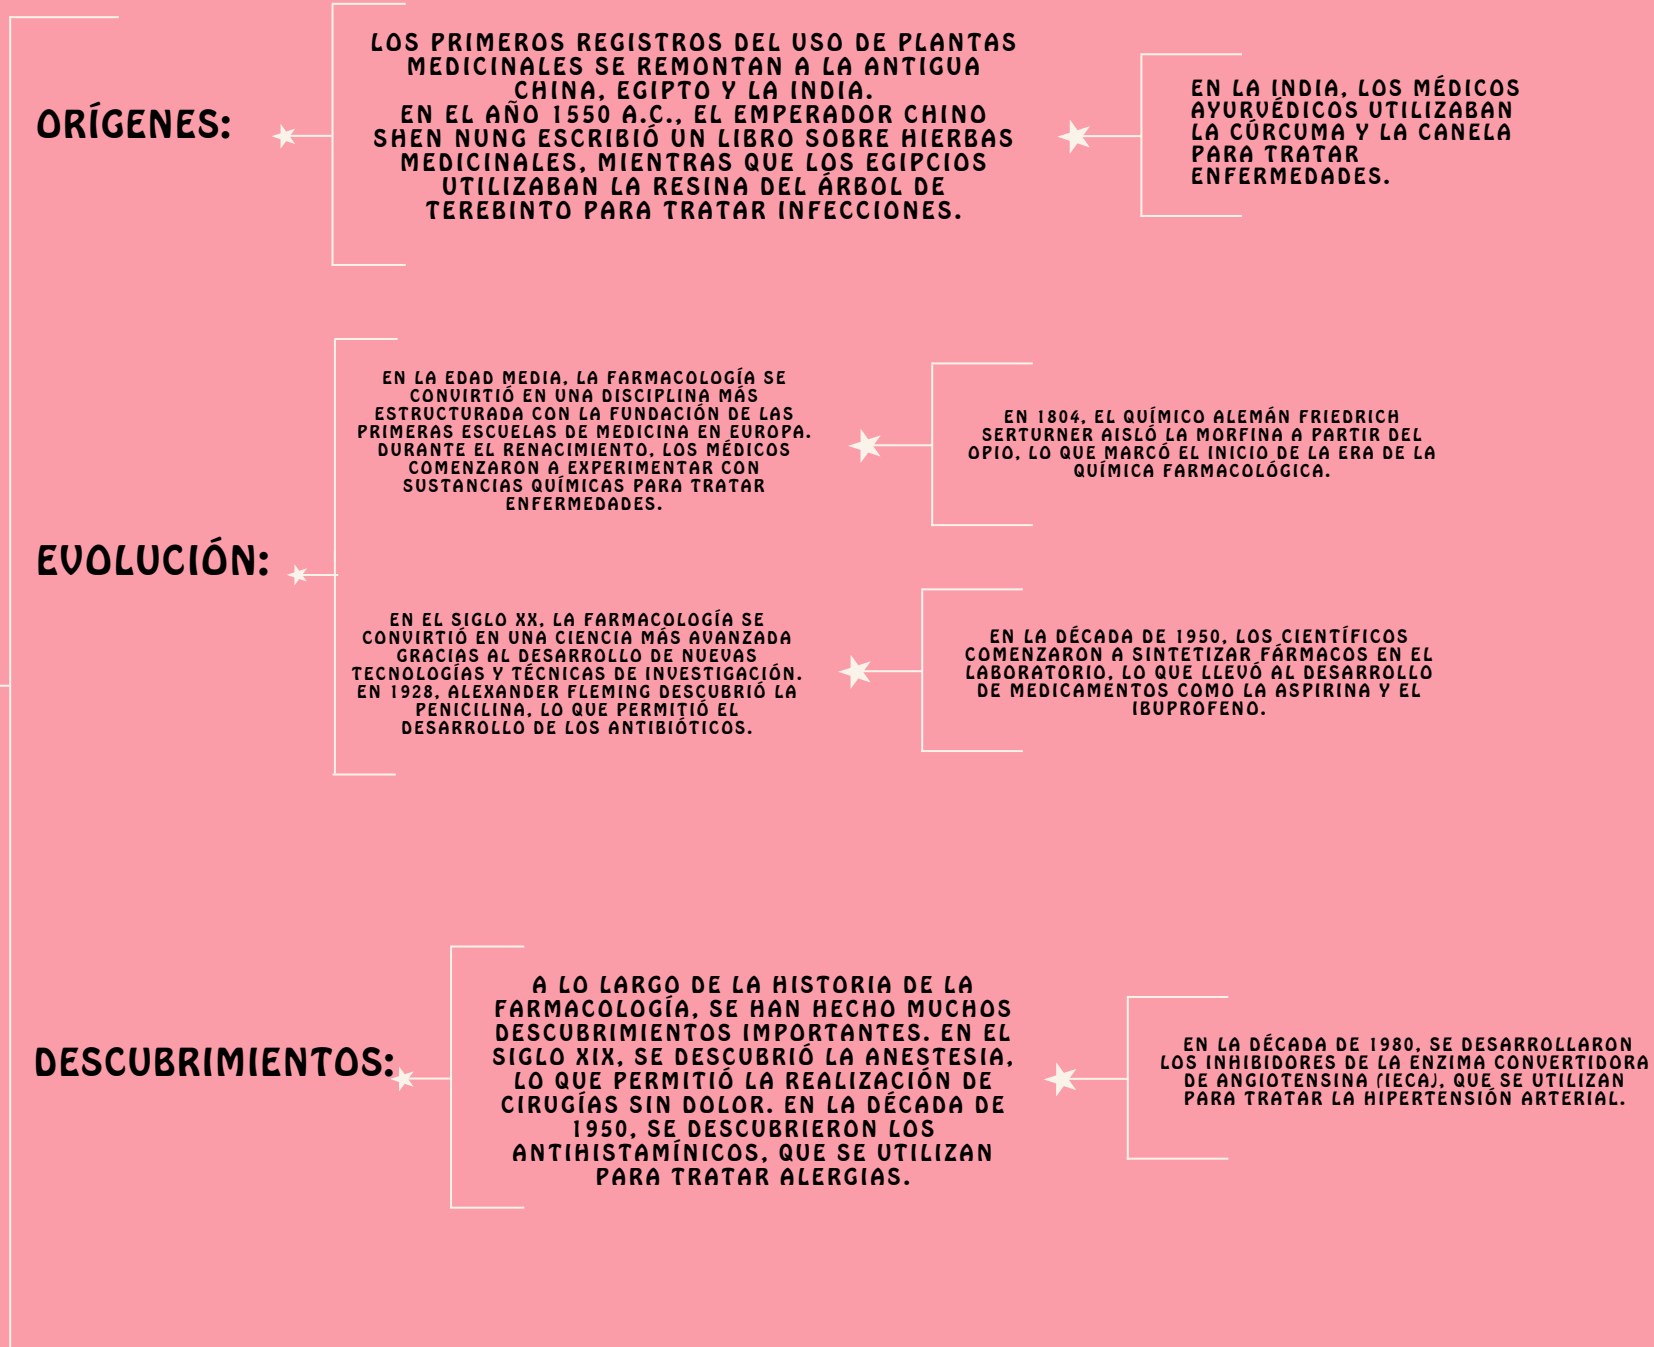 ORÍGENES:
LOS PRIMEROS REGISTROS DEL USO DE PLANTAS
MEDICINALES SE REMONTAN A LA ANTIGUA
CHINA, EGIPTO Y LA INDIA.
EN EL AÑO 1550 A.C., EL EMPERADOR CHINO
SHEN NUNG ESCRIBIÓ UN LIBRO SOBRE HIERBAS
MEDICINALES, MIENTRAS QUE LOS EGIPCIOS
UTILIZABAN LA RESINA DEL ÁRBOL DE
TEREBINTO PARA TRATAR INFECCIONES.
EN LA INDIA, LOS MÉDICOS
AYURVÉDICOS UTILIZABAN
LA CÚRCUMA Y LA CANELA
PARA TRATAR
ENFERMEDADES.
EVOLUCIÓN:
EN LA EDAD MEDIA, LA FARMACOLOGÍA SE
CONVIRTIÓ EN UNA DISCIPLINA MÁS
ESTRUCTURADA CON LA FUNDACIÓN DE LAS
PRIMERAS ESCUELAS DE MEDICINA EN EUROPA.
DURANTE EL RENACIMIENTO, LOS MÉDICOS
COMENZARON A EXPERIMENTAR CON
SUSTANCIAS QUÍMICAS PARA TRATAR
ENFERMEDADES.
EN 1804, EL QUÍMICO ALEMÁN FRIEDRICH
SERTURNER AISLÓ LA MORFINA A PARTIR DEL
OPIO, LO QUE MARCÓ EL INICIO DE LA ERA DE LA
QUÍMICA FARMACOLÓGICA.
EN EL SIGLO XX, LA FARMACOLOGÍA SE
CONVIRTIÓ EN UNA CIENCIA MÁS AVANZADA
GRACIAS AL DESARROLLO DE NUEVAS
TECNOLOGÍAS Y TÉCNICAS DE INVESTIGACIÓN.
EN 1928, ALEXANDER FLEMING DESCUBRIÓ LA
PENICILINA, LO QUE PERMITIÓ EL
DESARROLLO DE LOS ANTIBIÓTICOS.
EN LA DÉCADA DE 1950, LOS CIENTÍFICOS
COMENZARON A SINTETIZAR FÁRMACOS EN EL
LABORATORIO, LO QUE LLEVÓ AL DESARROLLO
DE MEDICAMENTOS COMO LA ASPIRINA Y EL
IBUPROFENO.
DESCUBRIMIENTOS:
A LO LARGO DE LA HISTORIA DE LA
FARMACOLOGÍA, SE HAN HECHO MUCHOS
DESCUBRIMIENTOS IMPORTANTES. EN EL
SIGLO XIX, SE DESCUBRIÓ LA ANESTESIA,
LO QUE PERMITIÓ LA REALIZACIÓN DE
CIRUGÍAS SIN DOLOR. EN LA DÉCADA DE
1950, SE DESCUBRIERON LOS
ANTIHISTAMÍNICOS, QUE SE UTILIZAN
PARA TRATAR ALERGIAS.
EN LA DÉCADA DE 1980, SE DESARROLLARON
LOS INHIBIDORES DE LA ENZIMA CONVERTIDORA
DE ANGIOTENSINA (IECA), QUE SE UTILIZAN
PARA TRATAR LA HIPERTENSIÓN ARTERIAL.